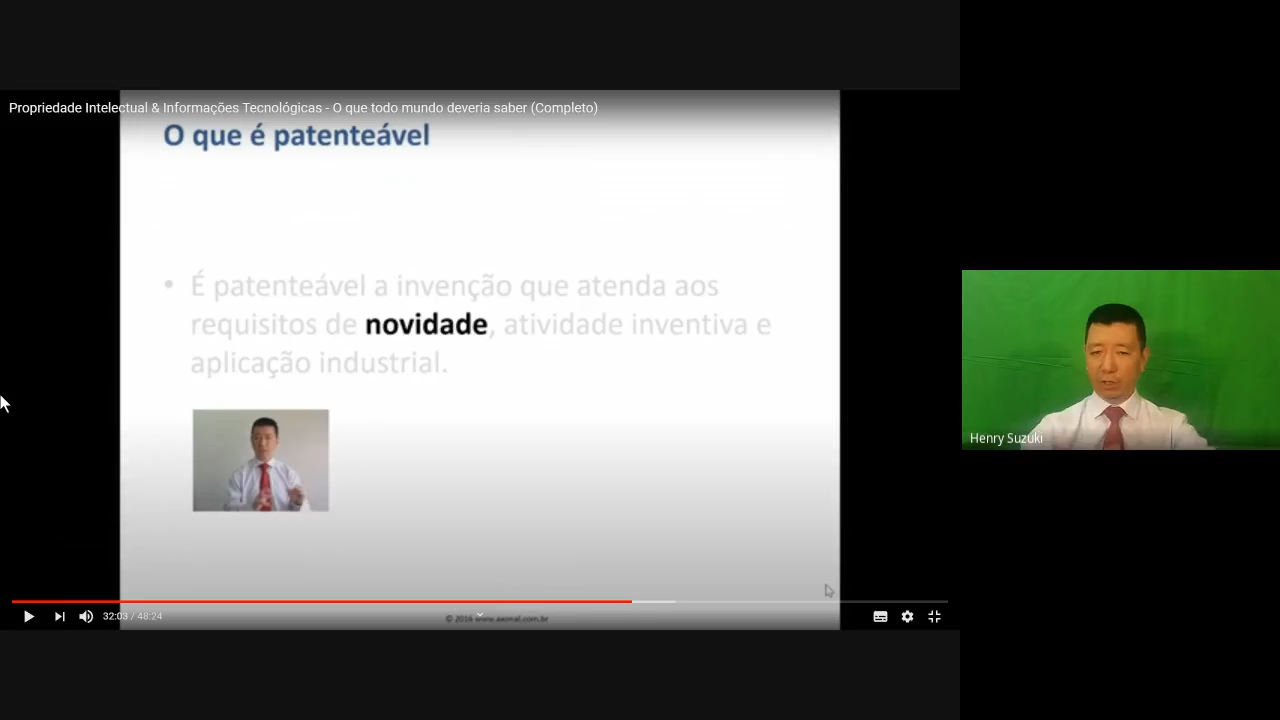 Propriedade Intelectual & Informações Tecnológicas - O que todo mundo deveria saber (Completo)
O que é patenteável
• É patenteável a invenção que atenda aos
requisitos de novidade, atividade inventiva e
aplicação industrial.
Henry Suzuki
32:03 / 48:24
© 2016 www.axonal.com.br